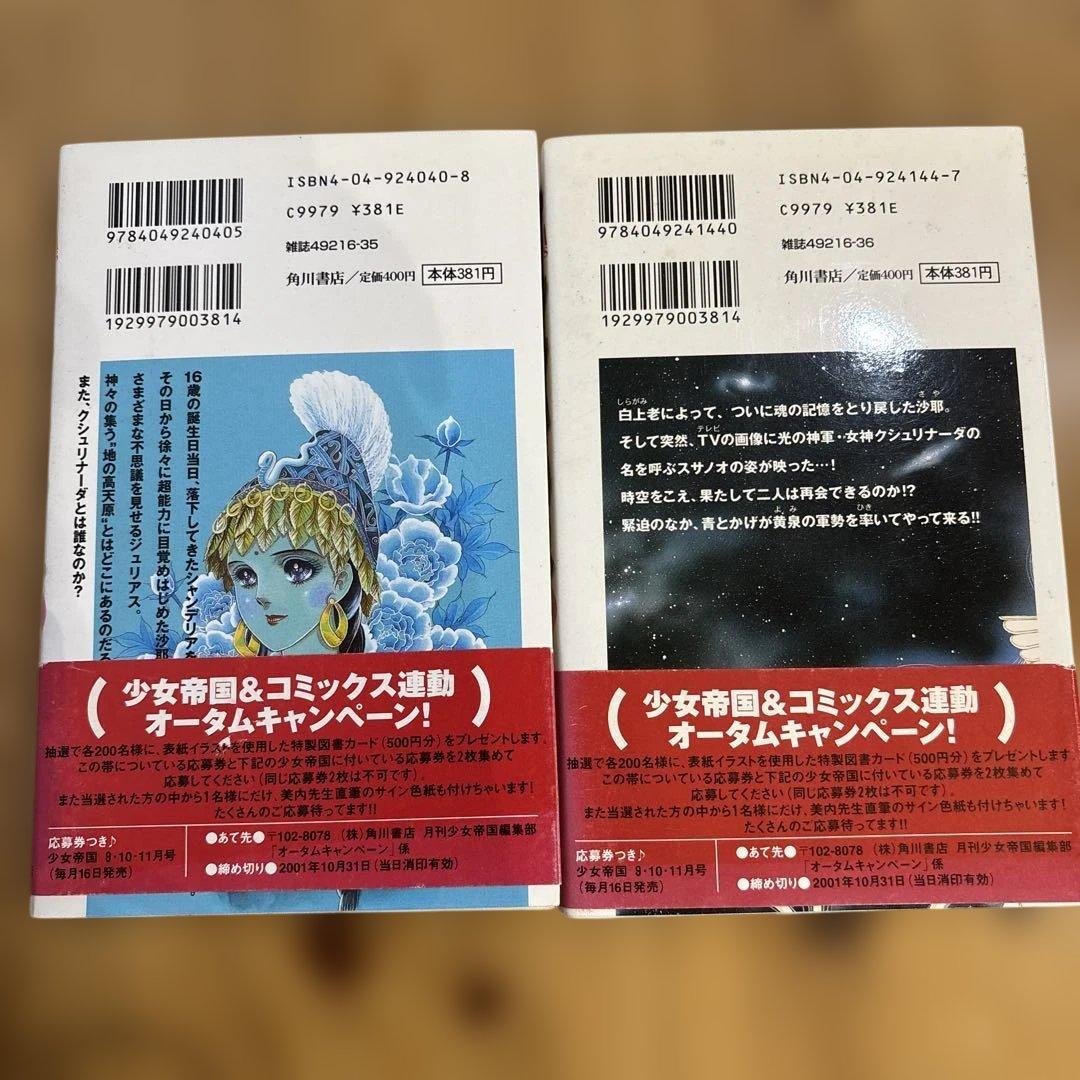 ISBN4-04-924040-8
9784049240405
C9979 ¥381E
雑誌49216-35
1929979003814
角川書店/定価400円 本体381円
16歳の誕生日当日、落下してきたシャンデリアを
その日から徐々に超能力に目覚めはじめた沙耶
さまざまな不思議を見せるジュリアス。
神々の集う”地の高天原”とはどこにあるのだろ
また、クシュリナーダとは誰なのか?
(少女帝国&コミックス連動
オータムキャンペーン!)
抽選で各200名様に、表紙イラストを使用した特製図書カード(500円分)をプレゼントします、
この帯についている応募券と下記の少女帝国に付いている応募券を2枚集めて
応募してください(同じ応募券2枚は不可です)。
また当選された方の中から1名様にだけ、美内先生直筆のサイン色紙も付けちゃいます!
たくさんのご応募待ってます!!
応募券つき♪
少女帝国 9・10・11月号
(毎月16日発売)
●あて先●〒102-8078 (株)角川書店 月刊少女帝国編集部
「オータムキャンペーン」係
●締め切り●2001年10月31日(当日消印有効)
ISBN4-04-924144-7
9784049241440
C9979 ¥381E
雑誌49216-36
1929979003814
角川書店/定価400円 本体381円
しらがみ さや
白上老によって、ついに魂の記憶をとり戻した沙耶。
テレビ
そして突然、TVの画像に光の神軍・女神クシュリナーダの
名を呼ぶスサノオの姿が映った…!
時空をこえ、果たして二人は再会できるのか!?
よみ ひき
緊迫のなか、青とかげが黄泉の軍勢を率いてやって来る!!
(少女帝国&コミックス連動
オータムキャンペーン!)
抽選で各200名様に、表紙イラストを使用した特製図書カード(500円分)をプレゼントします
この帯についている応募券と下記の少女帝国に付いている応募券を2枚集めて
応募してください(同じ応募券2枚は不可です)。
また当選された方の中から1名様にだけ、美内先生直筆のサイン色紙も付けちゃいます!
たくさんのご応募待ってます!!
応募券つき♪
少女帝国 9・10・11月号
(毎月16日発売)
●あて先●〒102-8078 (株)角川書店 月刊少女帝国編集部
「オータムキャンペーン」係
●締め切り●2001年10月31日(当日消印有効)